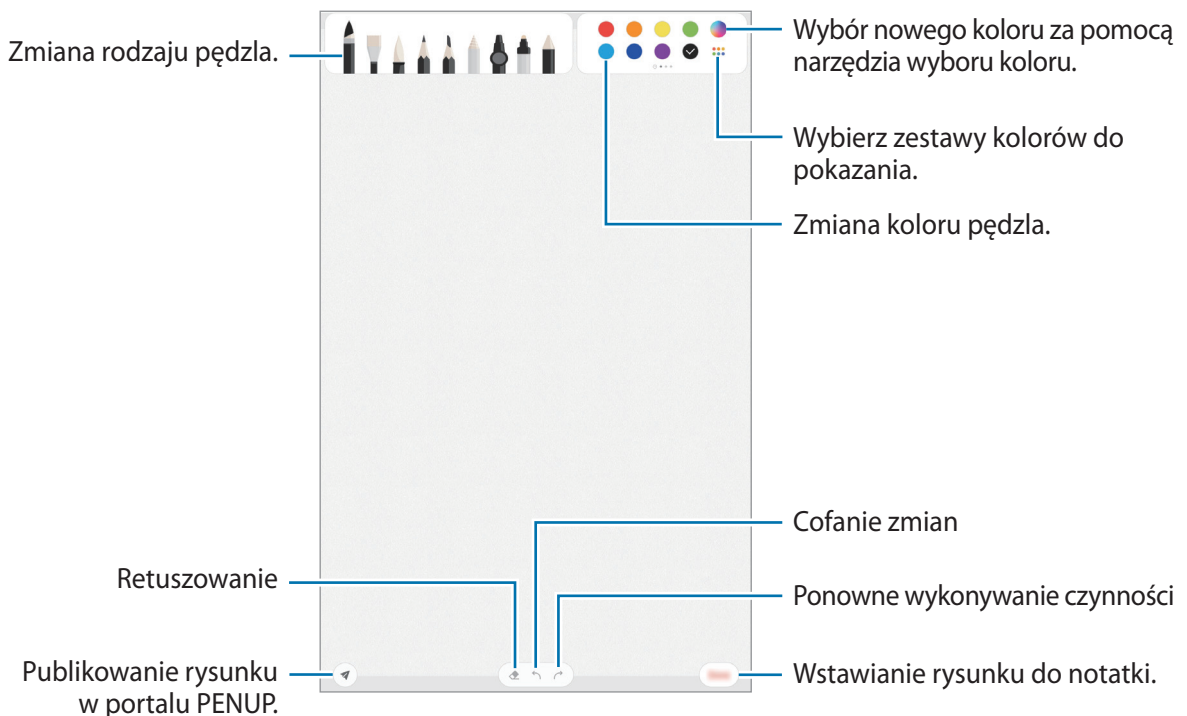 Zmiana rodzaju pędzla.
Wybór nowego koloru za pomocą
narzędzia wyboru koloru.
Wybierz zestawy kolorów do
pokazania.
Zmiana koloru pędzla.
Cofanie zmian
Retuszowanie
Ponowne wykonywanie czynności
Publikowanie rysunku
w portalu PENUP.
Wstawianie rysunku do notatki.